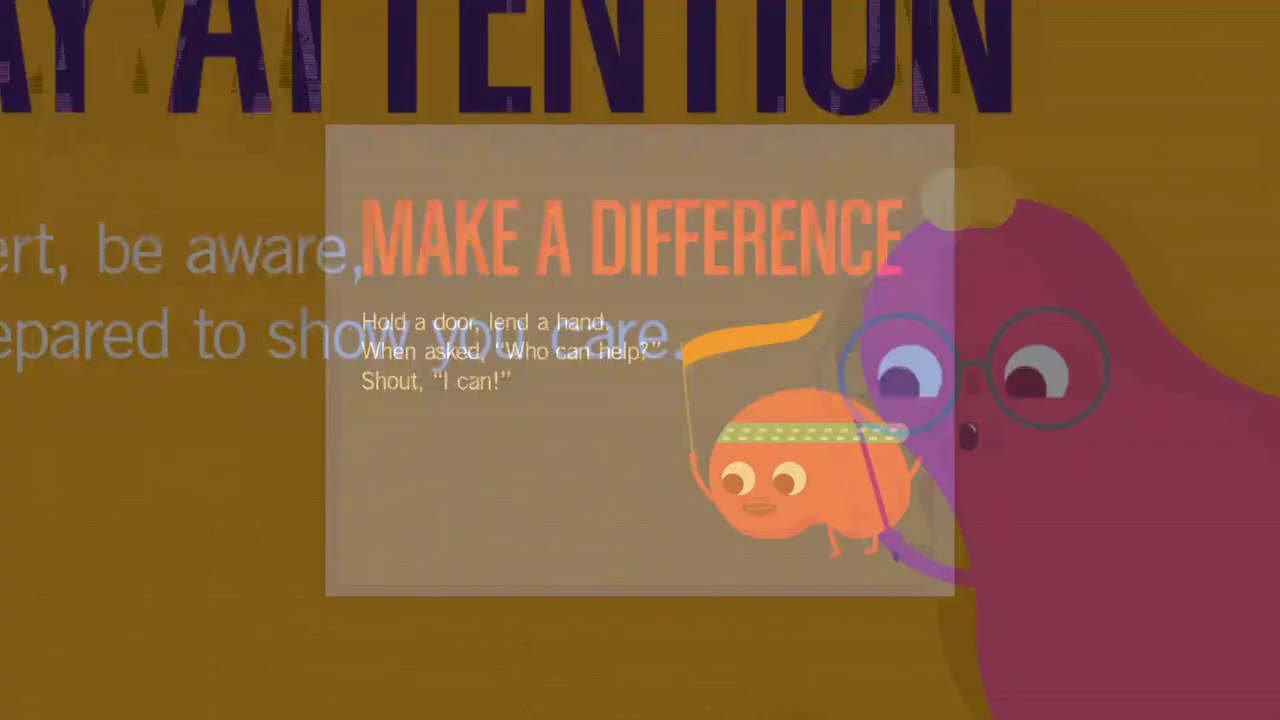 AY ATTENTION
ert, be aware,
epared to show you care.
MAKE A DIFFERENCE
Hold a door, lend a hand.
When asked, “Who can help?”
Shout, “I can!”